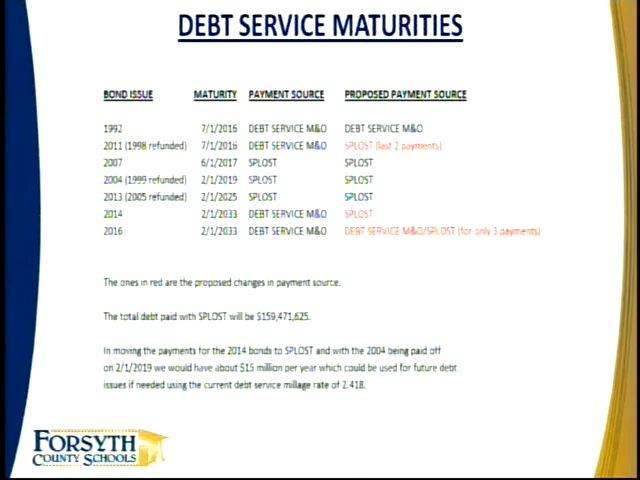 DEBT SERVICE MATURITIES
BOND ISSUE MATURITY PAYMENT SOURCE PROPOSED PAYMENT SOURCE
1992 7/1/2016 DEBT SERVICE M&O DEBT SERVICE M&O
2011 (1998 refunded) 7/1/2016 DEBT SERVICE M&O SPLOST (last 2 payments)
2007 6/1/2017 SPLOST SPLOST
2004 (1999 refunded) 2/1/2019 SPLOST SPLOST
2013 (2005 refunded) 2/1/2025 SPLOST SPLOST
2014 2/1/2033 DEBT SERVICE M&O SPLOST
2016 2/1/2033 DEBT SERVICE M&O DEBT SERVICE M&O/SPLOST (for only 3 payments)
The ones in red are the proposed changes in payment source.
The total debt paid with SPLOST will be $159,471,625.
In moving the payments for the 2014 bonds to SPLOST and with the 2004 being paid off
on 2/1/2019 we would have about $15 million per year which could be used for future debt
issues if needed using the current debt service millage rate of 2.418.
FORSYTH
COUNTY SCHOOLS